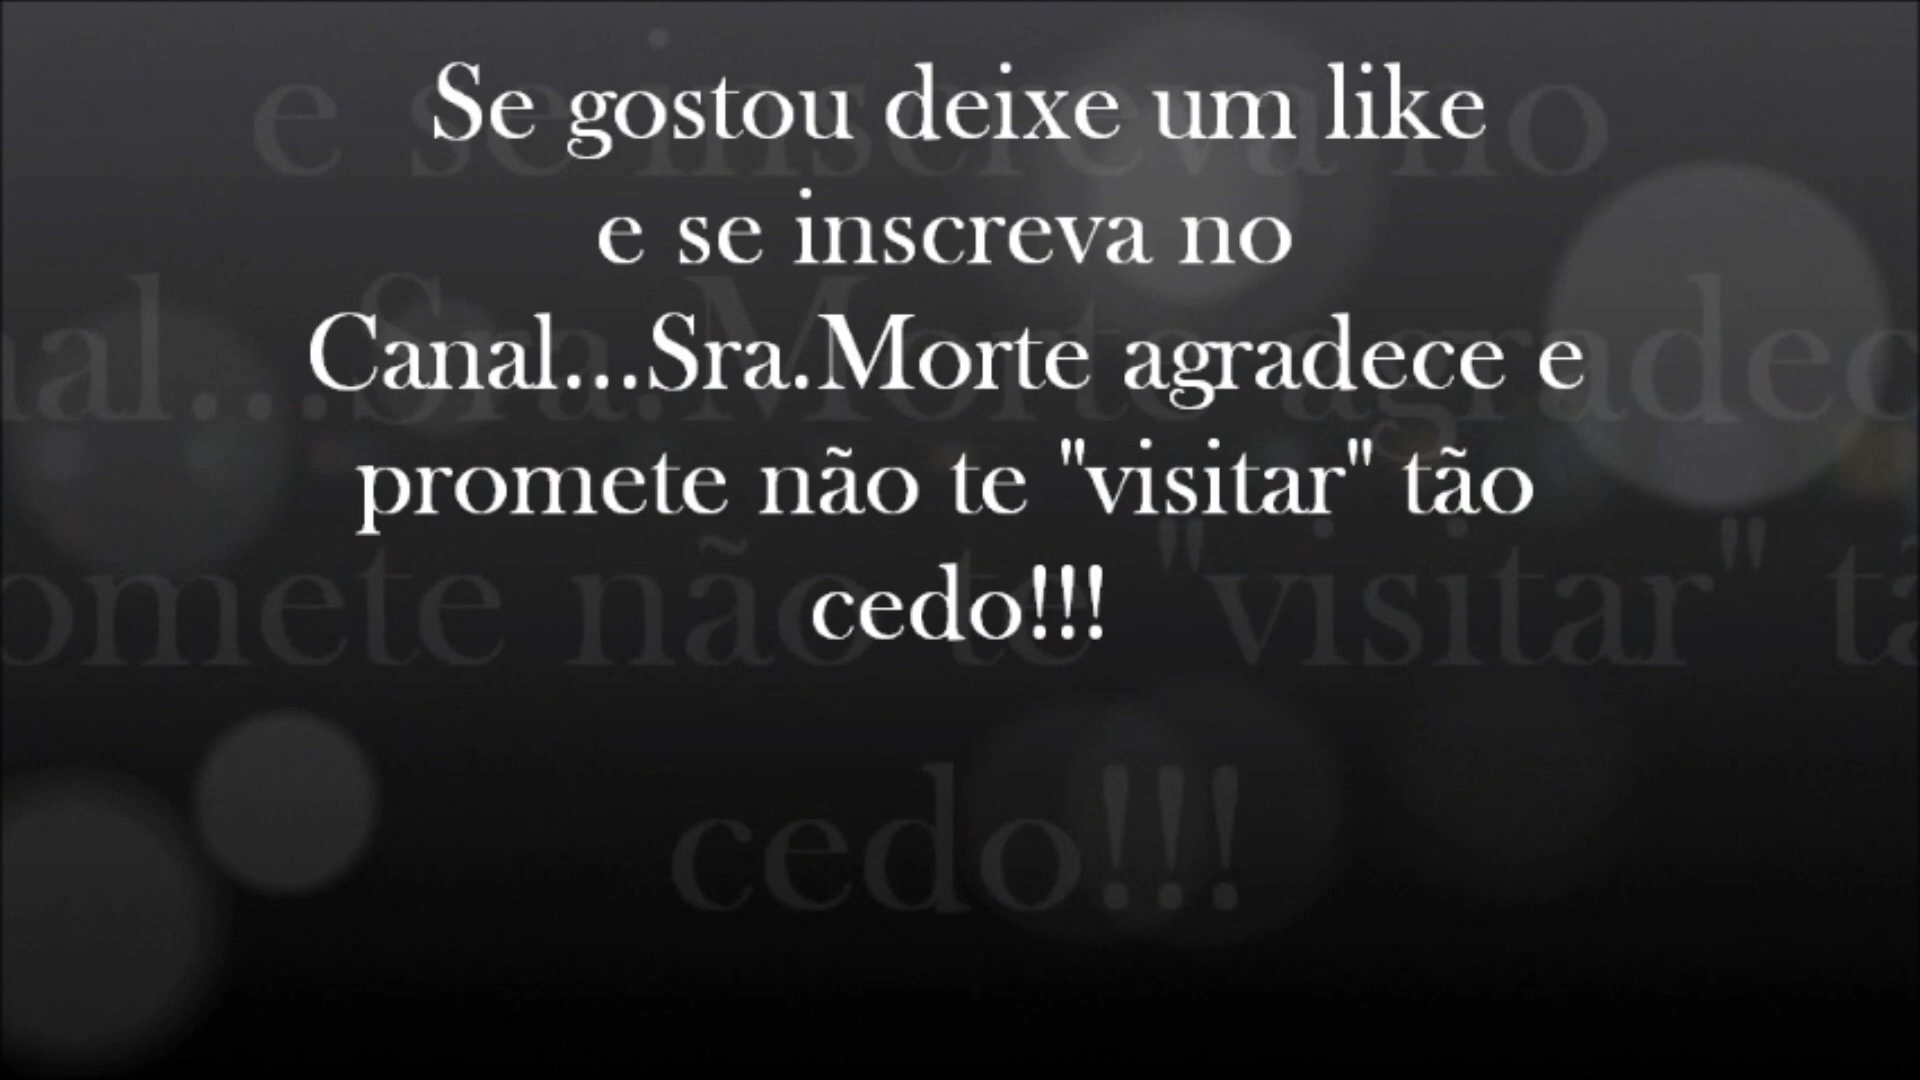 Se gostou deixe um like
e se inscreva no
Canal...Sra.Morte agradece e
promete não te "visitar" tão
cedo!!!